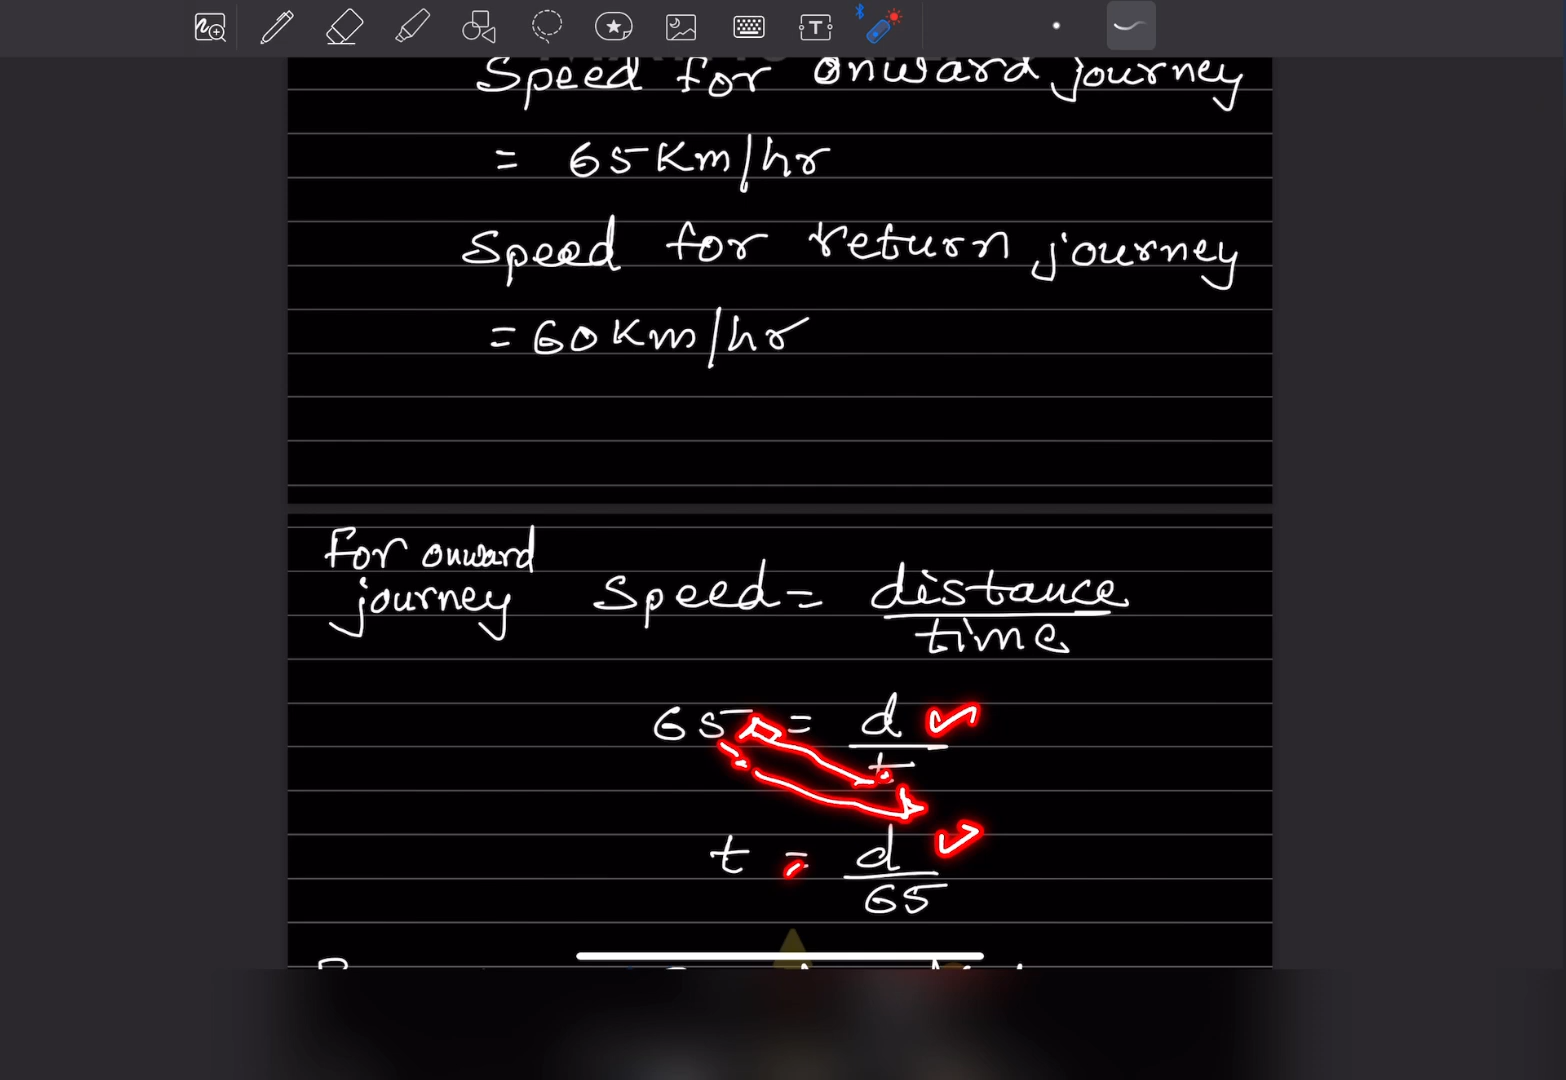 Speed for onward journey
= 65 Km/hr
Speed for return journey
= 60 Km/hr
For onward
journey
Speed = distance
time
65 = d
t
t = d
65